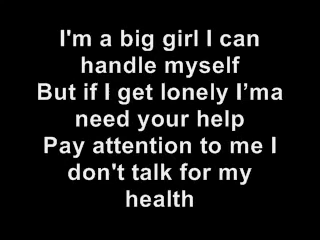 I'm a big girl I can
handle myself
But if I get lonely I’ma
need your help
Pay attention to me I
don't talk for my
health